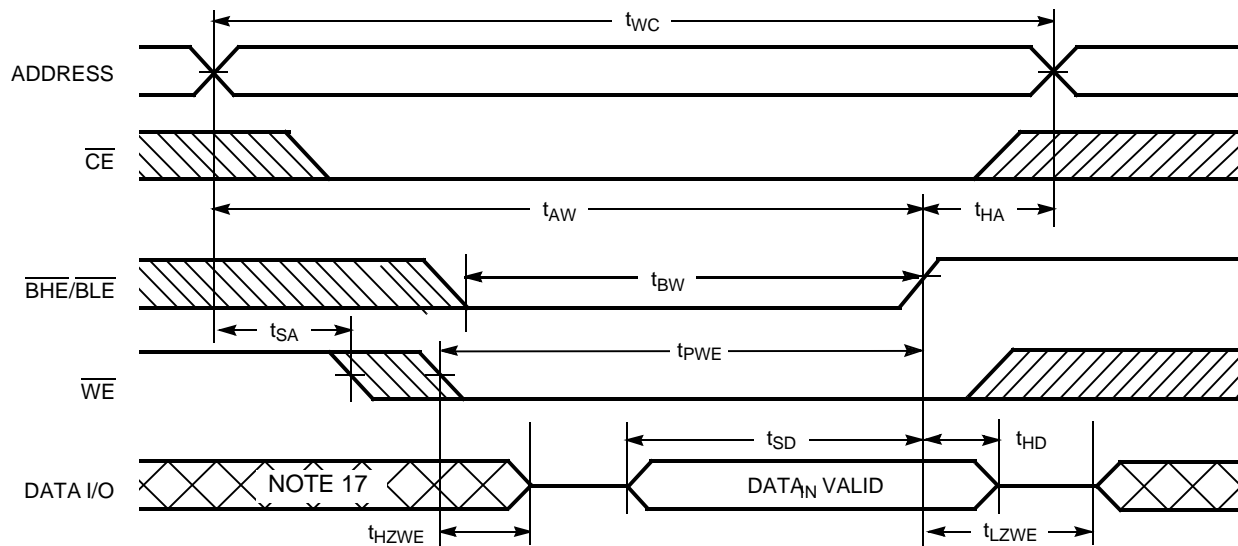 tWC
ADDRESS
CE
tAW
tHA
BHE/BLE
tBW
tSA
tPWE
WE
tSD
tHD
DATA I/O
NOTE 17
DATAIN VALID
tHZWE
tLZWE